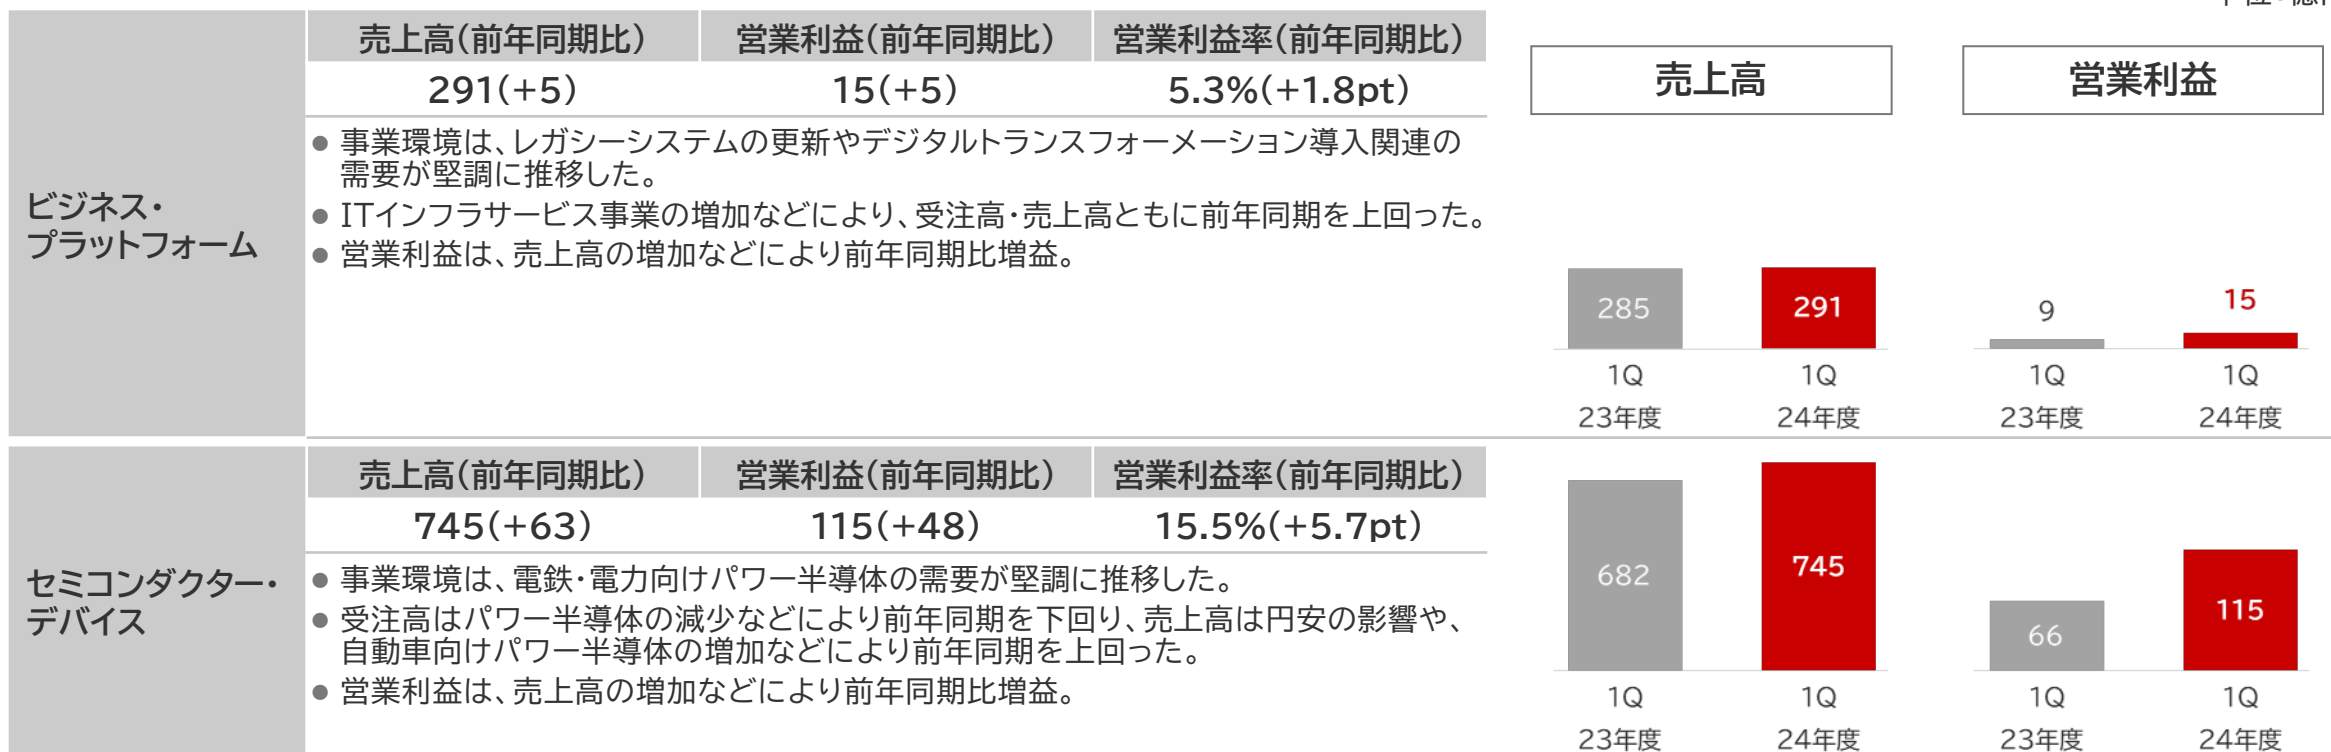 売上高(前年同期比) 営業利益(前年同期比) 営業利益率(前年同期比)
291(+5) 15(+5) 5.3%(+1.8pt)
ビジネス・
プラットフォーム
● 事業環境は、レガシーシステムの更新やデジタルトランスフォーメーション導入関連の
需要が堅調に推移した。
● ITインフラサービス事業の増加などにより、受注高・売上高ともに前年同期を上回った。
● 営業利益は、売上高の増加などにより前年同期比増益。
売上高 営業利益
285 291 9 15
1Q 1Q 1Q 1Q
23年度 24年度 23年度 24年度
売上高(前年同期比) 営業利益(前年同期比) 営業利益率(前年同期比)
745(+63) 115(+48) 15.5%(+5.7pt)
セミコンダクター・
デバイス
● 事業環境は、電鉄・電力向けパワー半導体の需要が堅調に推移した。
● 受注高はパワー半導体の減少などにより前年同期を下回り、売上高は円安の影響や、
自動車向けパワー半導体の増加などにより前年同期を上回った。
● 営業利益は、売上高の増加などにより前年同期比増益。
682 745 66 115
1Q 1Q 1Q 1Q
23年度 24年度 23年度 24年度